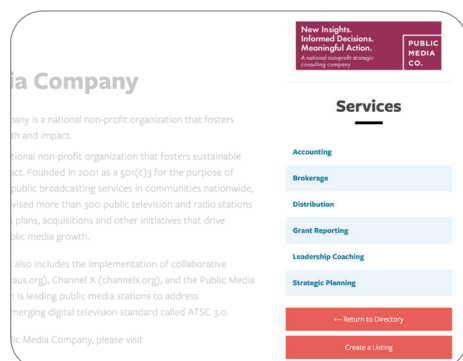 ia Company
pany is a national non-profit organization that fosters
th and impact.
tional non-profit organization that fosters sustainable
act. Founded in 2001 as a 501(c)3 for the purpose of
public broadcasting services in communities nationwide,
vised more than 300 public television and radio stations
plans, acquisitions and other initiatives that drive
blic media growth.
also includes the implementation of collaborative
aus.org), Channel X (channelx.org), and the Public Media
is leading public media stations to address
merging digital television standard called ATSC 3.0.
lic Media Company, please visit
New Insights.
Informed Decisions.
Meaningful Action.
A national nonprofit strategic
consulting company
PUBLIC
MEDIA
CO.
Services
Accounting
Brokerage
Distribution
Grant Reporting
Leadership Coaching
Strategic Planning
← Return to Directory
Create a Listing